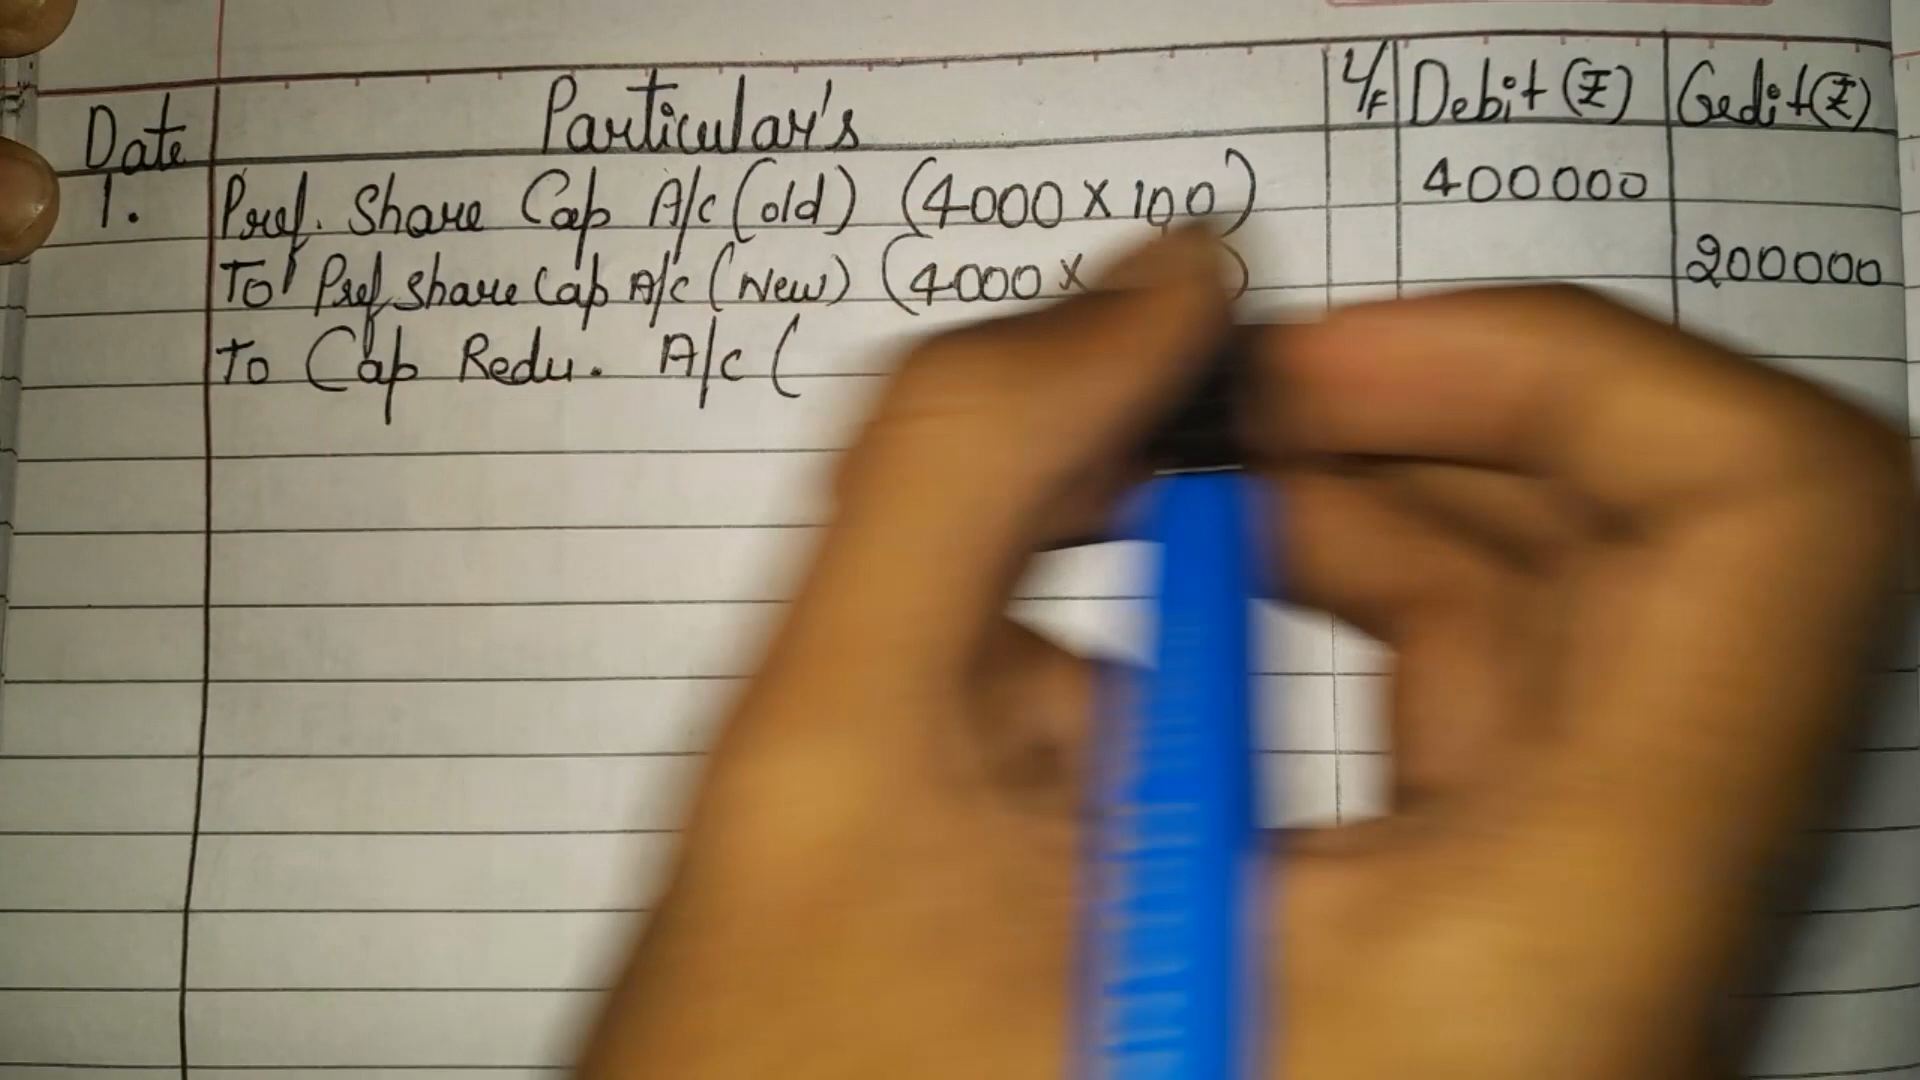 Date Particular's L/F Debit (₹) Credit (₹)
1. Pref. Share Cap A/c (old) (4000 x 100) 400000
To Pref Share Cap A/c (New) (4000 x ) 200000
To Cap Redu. A/c (